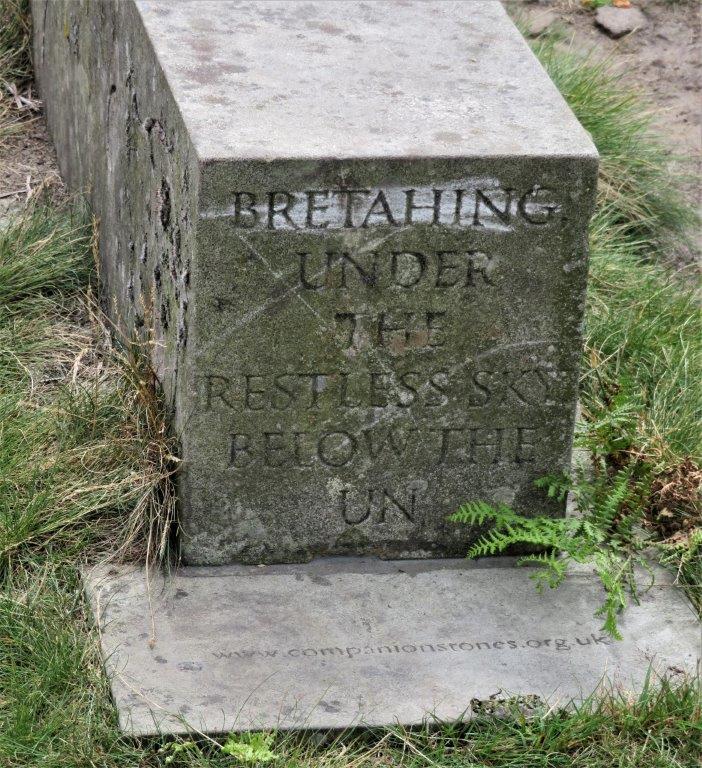 BRETAHING.
UNDER
THE
RESTLESS SKY
BELOW THE
UN
www.companionstones.org.uk